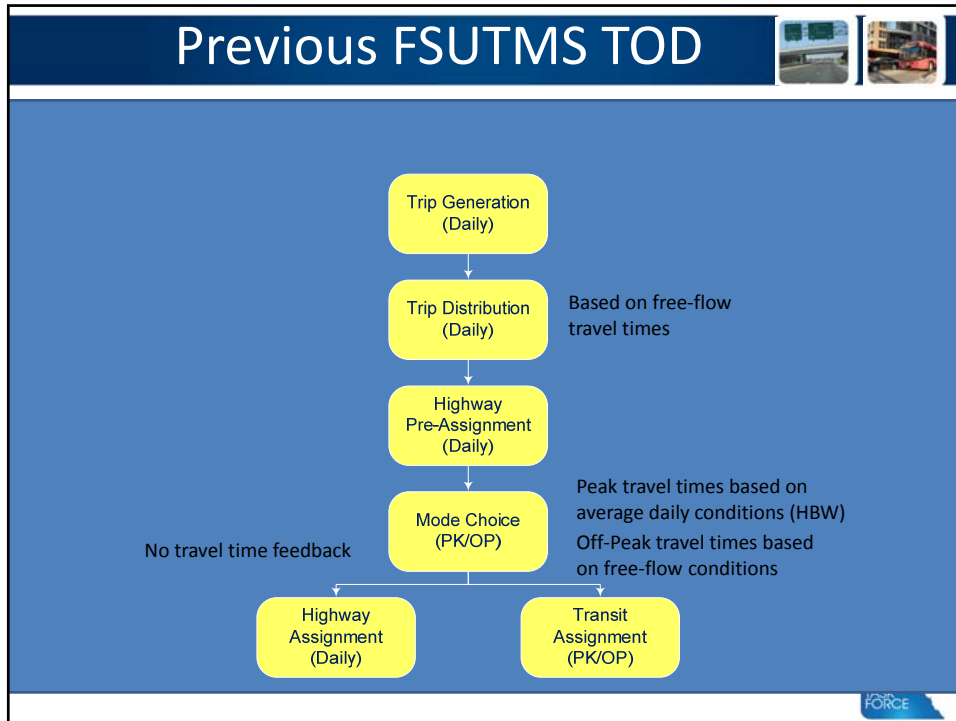 Previous FSUTMS TOD
Trip Generation
(Daily)
Trip Distribution
(Daily)
Based on free-flow
travel times
Highway
Pre-Assignment
(Daily)
Mode Choice
(PK/OP)
Peak travel times based on
average daily conditions (HBW)
Off-Peak travel times based
on free-flow conditions
No travel time feedback
Highway
Assignment
(Daily)
Transit
Assignment
(PK/OP)
TASK
FORCE